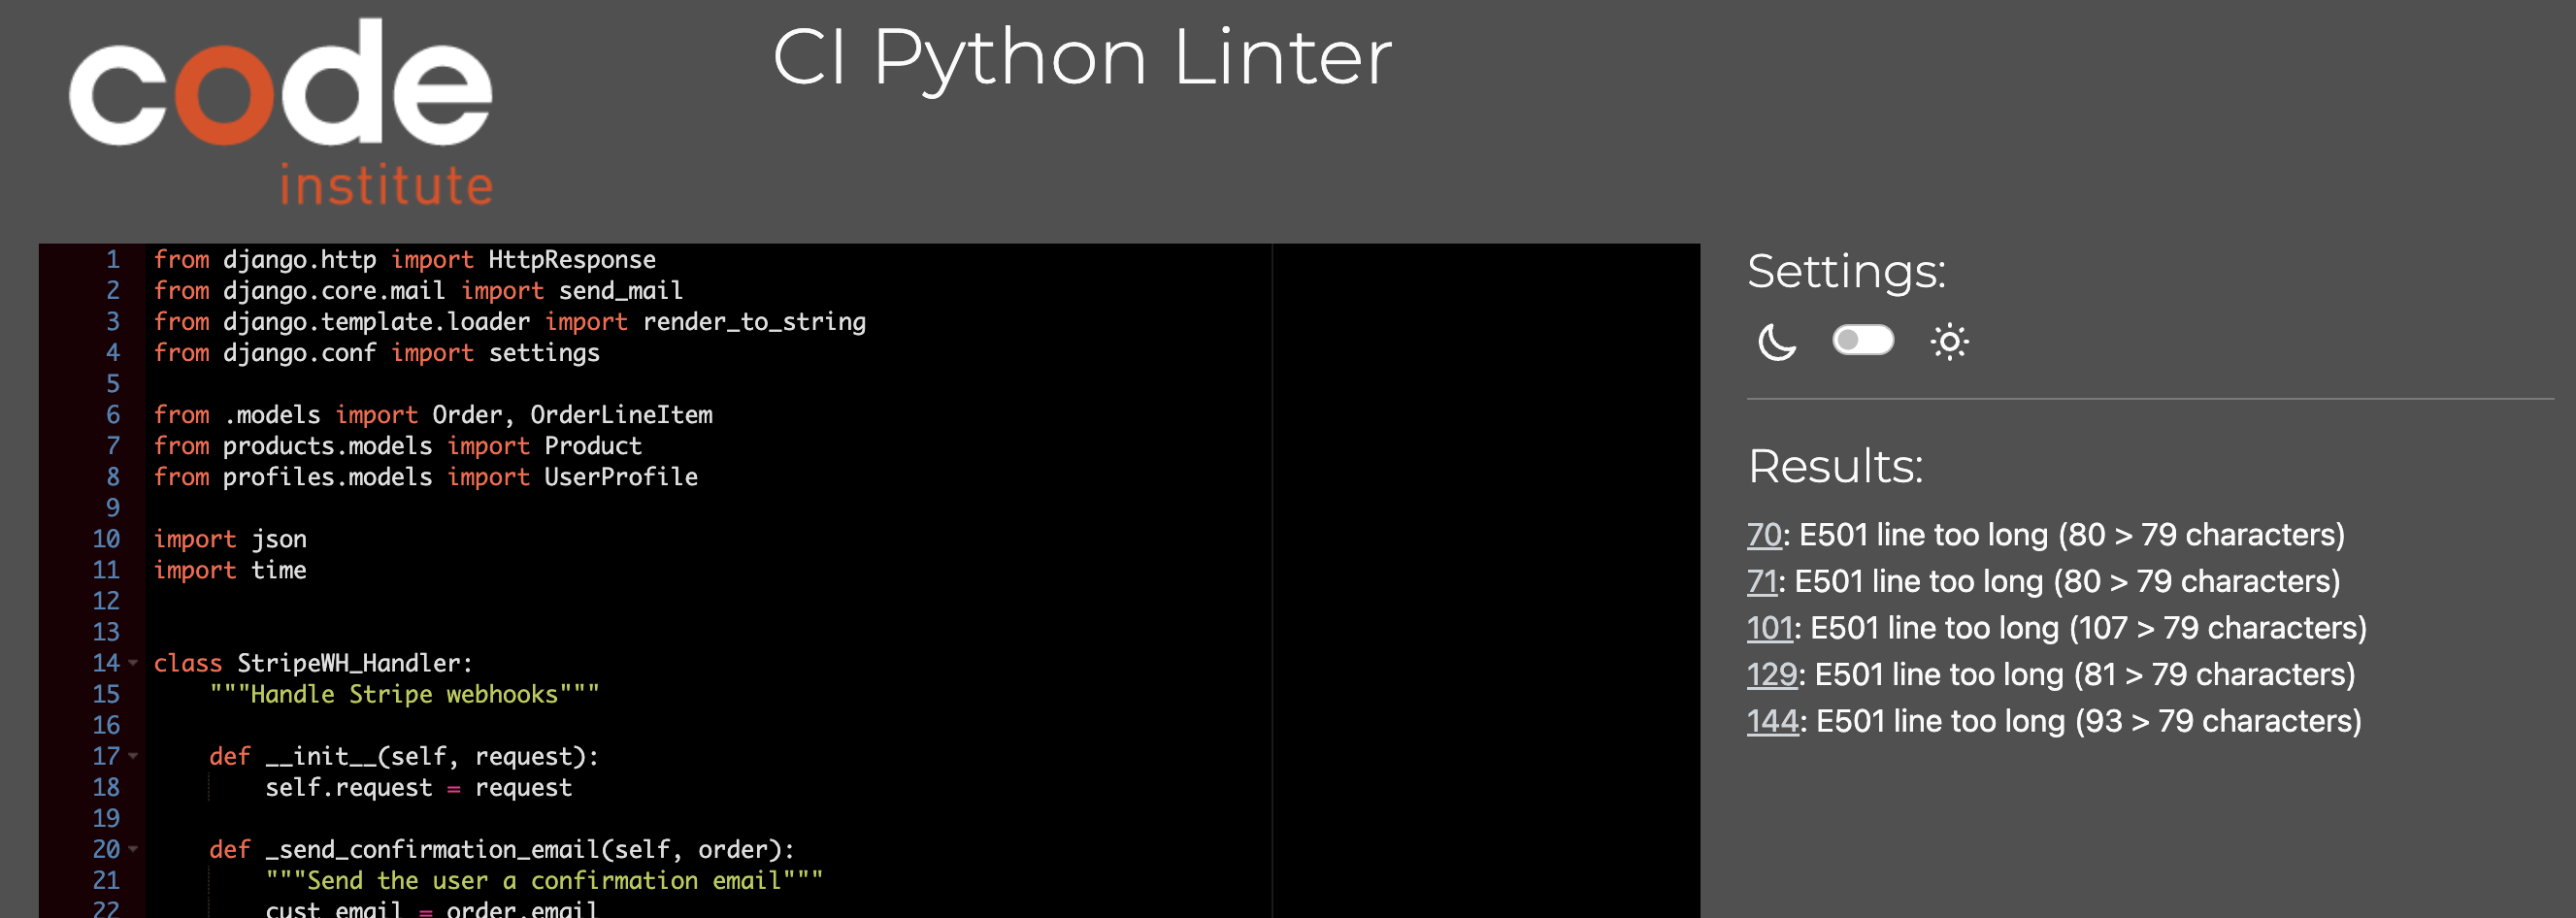 code
institute
CI Python Linter
1 from django.http import HttpResponse
2 from django.core.mail import send_mail
3 from django.template.loader import render_to_string
4 from django.conf import settings
5
6 from .models import Order, OrderLineItem
7 from products.models import Product
8 from profiles.models import UserProfile
9
10 import json
11 import time
12
13
14 class StripeWH_Handler:
15     """Handle Stripe webhooks"""
16
17     def __init__(self, request):
18         self.request = request
19
20     def _send_confirmation_email(self, order):
21         """Send the user a confirmation email"""
22         cust_email = order.email
Settings:
Results:
70: E501 line too long (80 > 79 characters)
71: E501 line too long (80 > 79 characters)
101: E501 line too long (107 > 79 characters)
129: E501 line too long (81 > 79 characters)
144: E501 line too long (93 > 79 characters)